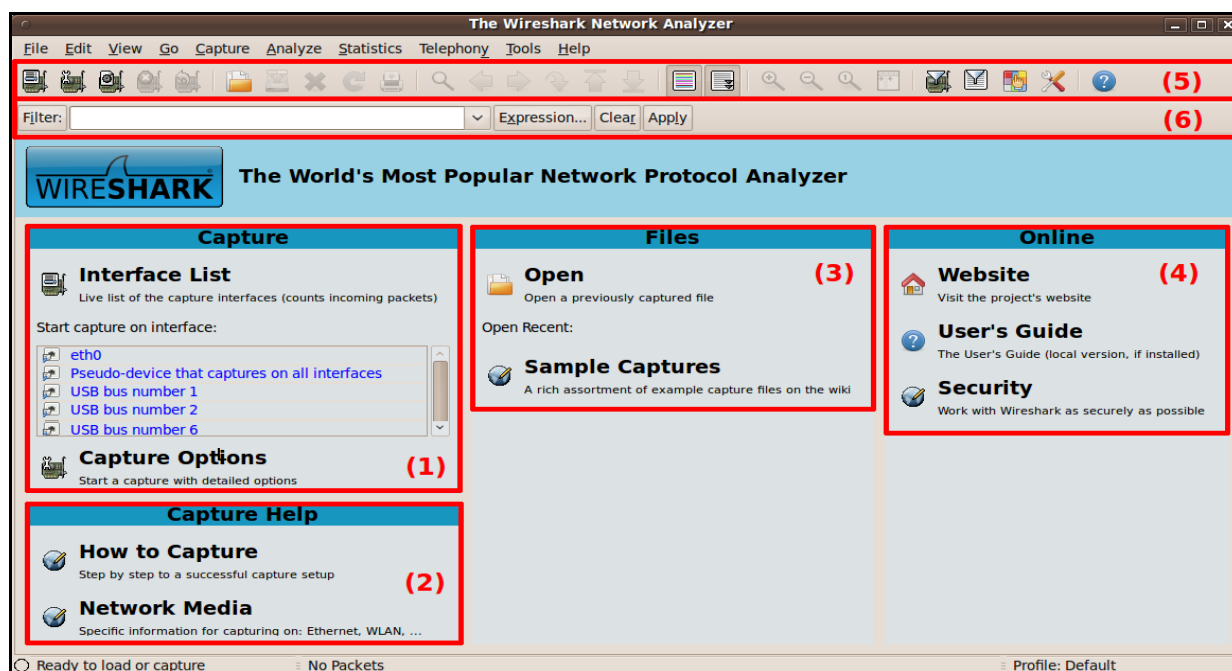 The Wireshark Network Analyzer
File Edit View Go Capture Analyze Statistics Telephony Tools Help
(5)
Filter: Expression... Clear Apply
(6)
WIRESHARK
The World's Most Popular Network Protocol Analyzer
Capture
Interface List
Live list of the capture interfaces (counts incoming packets)
Start capture on interface:
eth0
Pseudo-device that captures on all interfaces
USB bus number 1
USB bus number 2
USB bus number 6
Capture Options
Start a capture with detailed options
(1)
Capture Help
How to Capture
Step by step to a successful capture setup
(2)
Network Media
Specific information for capturing on: Ethernet, WLAN, ...
Files
Open
(3)
Open a previously captured file
Open Recent:
Sample Captures
A rich assortment of example capture files on the wiki
Online
Website
(4)
Visit the project's website
User's Guide
The User's Guide (local version, if installed)
Security
Work with Wireshark as securely as possible
Ready to load or capture
No Packets
Profile: Default